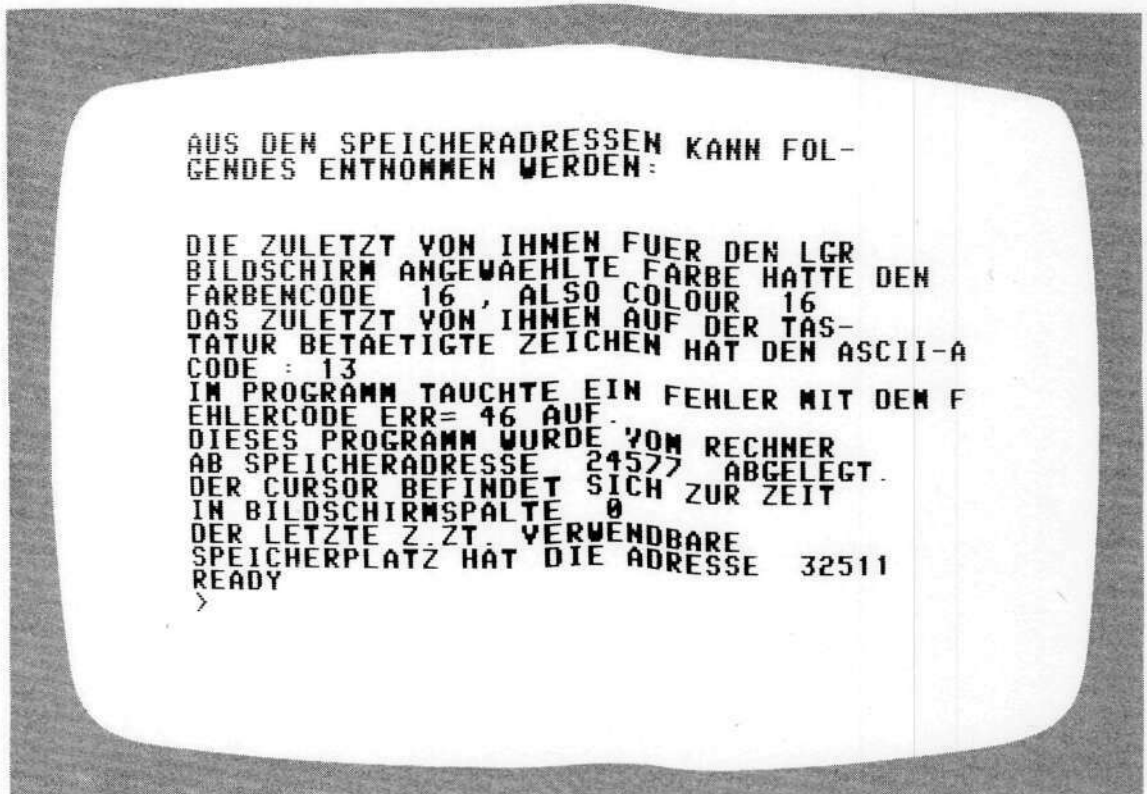 AUS DEN SPEICHERADRESSEN KANN FOL-
GENDES ENTNOMMEN WERDEN:
DIE ZULETZT VON IHNEN FUER DEN LGR
BILDSCHIRM ANGEWAEHLTE FARBE HATTE DEN
FARBENCODE 16 , ALSO COLOUR 16
DAS ZULETZT VON IHNEN AUF DER TAS-
TATUR BETAETIGTE ZEICHEN HAT DEN ASCII-A
CODE : 13
IM PROGRAMM TAUCHTE EIN FEHLER MIT DEM F
EHLERCODE ERR= 46 AUF.
DIESES PROGRAMM WURDE VOM RECHNER
AB SPEICHERADRESSE 24577 ABGELEGT.
DER CURSOR BEFINDET SICH ZUR ZEIT
IN BILDSCHIRMSPALTE 0
DER LETZTE Z.ZT. VERWENDBARE
SPEICHERPLATZ HAT DIE ADRESSE 32511
READY
>